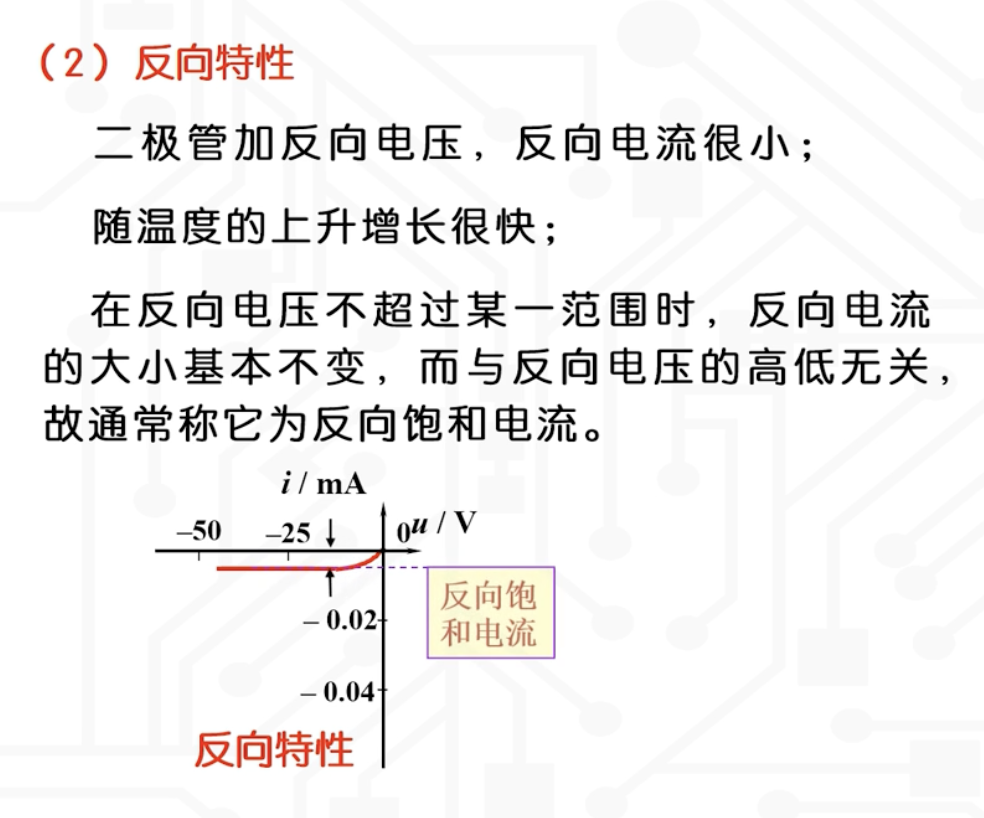 （2）反向特性
二极管加反向电压，反向电流很小；
随温度的上升增长很快；
在反向电压不超过某一范围时，反向电流
的大小基本不变，而与反向电压的高低无关，
故通常称它为反向饱和电流。
i / mA
–50 –25 0 u / V
反向饱
和电流
– 0.02
– 0.04
反向特性